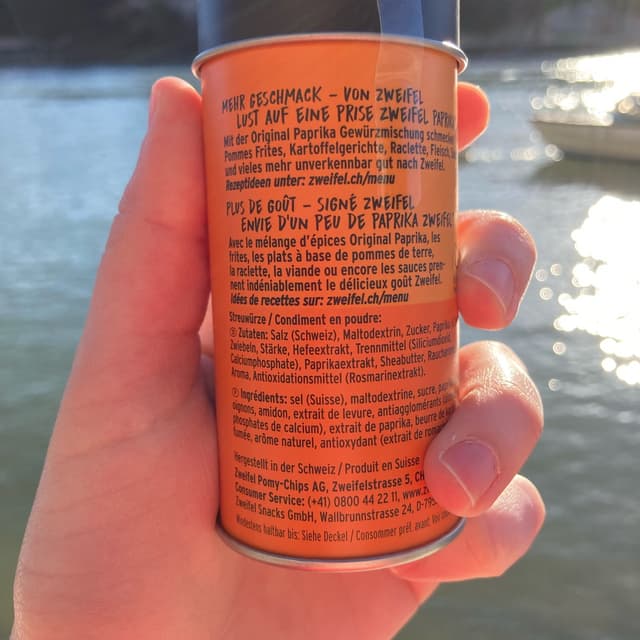 MEHR GESCHMACK – VON ZWEIFEL
LUST AUF EINE PRISE ZWEIFEL PAPRIKA
Mit der Original Paprika Gewürzmischung
Pommes Frites, Kartoffelgerichte, Raclette, Fleisch,
und vieles mehr unverkennbar gut nach Zweifel.
Rezeptideen unter: zweifel.ch/menu
PLUS DE GOÛT – SIGNÉ ZWEIFEL
ENVIE D'UN PEU DE PAPRIKA ZWEIFEL
Avec le mélange d'épices Original Paprika, les
frites, les plats à base de pommes de terre,
la raclette, la viande ou encore les sauces pren-
nent indéniablement le délicieux goût Zweifel.
Idées de recettes sur: zweifel.ch/menu
Streuwürze / Condiment en poudre:
Zutaten: Salz (Schweiz), Maltodextrin, Zucker, Paprika,
Zwiebeln, Stärke, Hefeextrakt, Trennmittel (Siliciumdioxid,
Calciumphosphate), Paprikaextrakt, Sheabutter,
Aroma, Antioxidationsmittel (Rosmarinextrakt).
Ingrédients: sel (Suisse), maltodextrine, sucre,
oignons, amidon, extrait de levure, antiagglomérants
phosphates de calcium), extrait de paprika, beurre de
fumée, arôme naturel, antioxydant (extrait de
Hergestellt in der Schweiz / Produit en Suisse
Zweifel Pomy-Chips AG, Zweifelstrasse 5,
Consumer Service: (+41) 0800 44 22 11,
Zweifel Snacks GmbH, Wallbrunnstrasse 24,
Mindestens haltbar bis: Siehe Deckel / Consommer préf. avant: